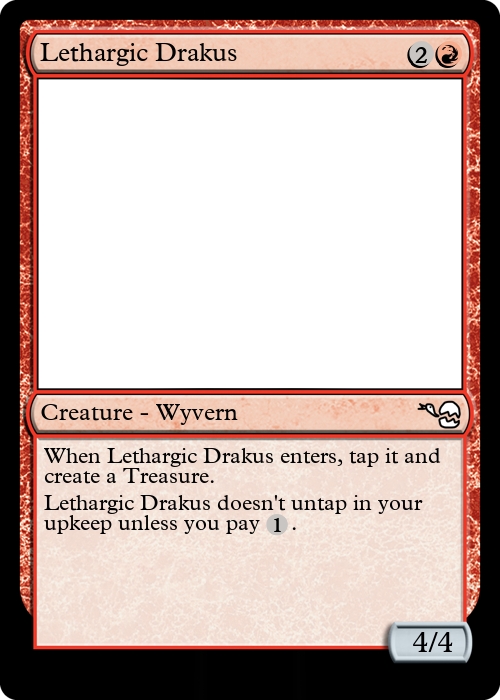 Lethargic Drakus 2
Creature - Wyvern
When Lethargic Drakus enters, tap it and
create a Treasure.
Lethargic Drakus doesn't untap in your
upkeep unless you pay 1 .
4/4